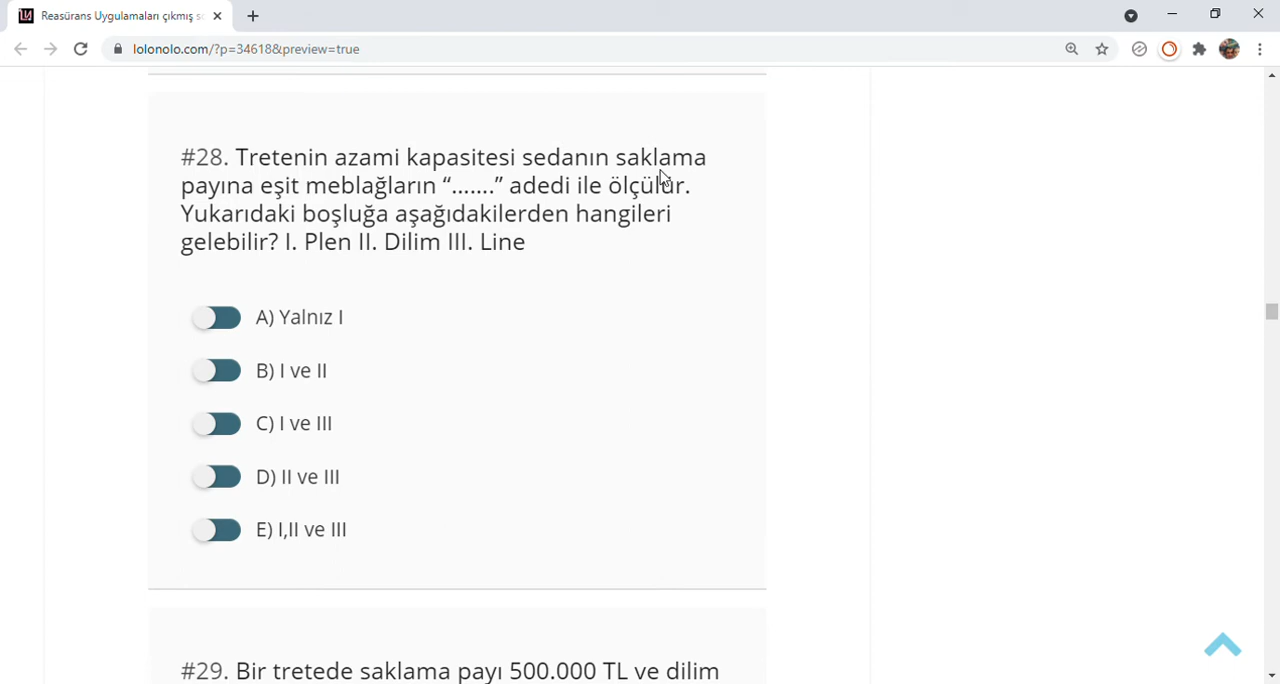 Reasürans Uygulamaları çıkmış so
lolonolo.com/?p=34618&preview=true
#28. Tretenin azami kapasitesi sedanın saklama
payına eşit meblağların “.......” adedi ile ölçülür.
Yukarıdaki boşluğa aşağıdakilerden hangileri
gelebilir? I. Plen II. Dilim III. Line
A) Yalnız I
B) I ve II
C) I ve III
D) II ve III
E) I,II ve III
#29. Bir tretede saklama payı 500.000 TL ve dilim